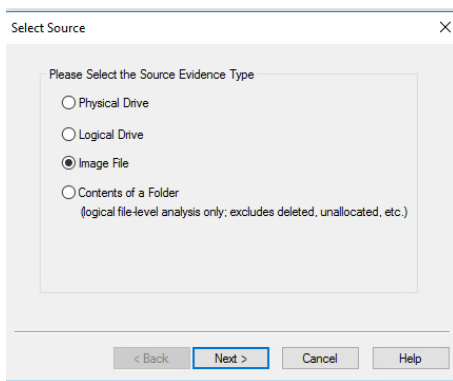 Select Source
Please Select the Source Evidence Type
Physical Drive
Logical Drive
Image File
Contents of a Folder
(logical file-level analysis only; excludes deleted, unallocated, etc.)
< Back Next > Cancel Help